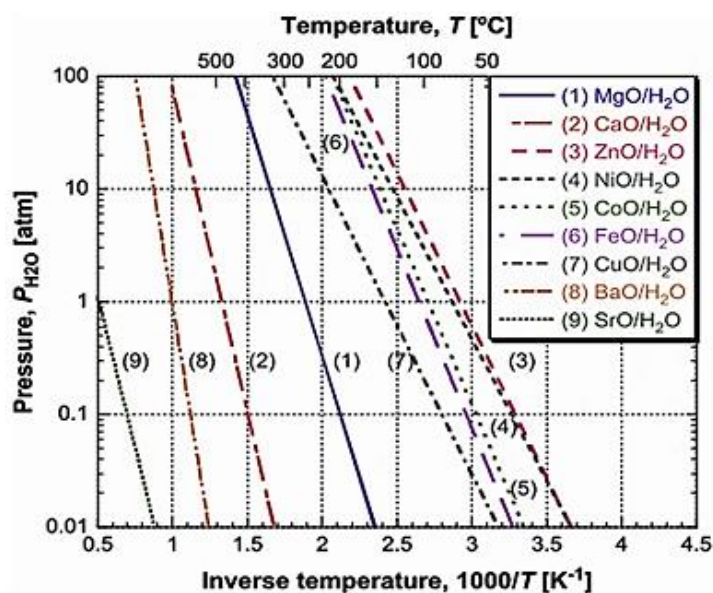 Temperature, T [ºC]
500 300 200 100 50
100
10
1
0.1
0.01
Pressure, P_H2O [atm]
(1) MgO/H₂O
(2) CaO/H₂O
(3) ZnO/H₂O
(4) NiO/H₂O
(5) CoO/H₂O
(6) FeO/H₂O
(7) CuO/H₂O
(8) BaO/H₂O
(9) SrO/H₂O
(6)
(9) (8) (2) (1) (7) (3)
(4)
(5)
0.5 1 1.5 2 2.5 3 3.5 4 4.5
Inverse temperature, 1000/T [K⁻¹]